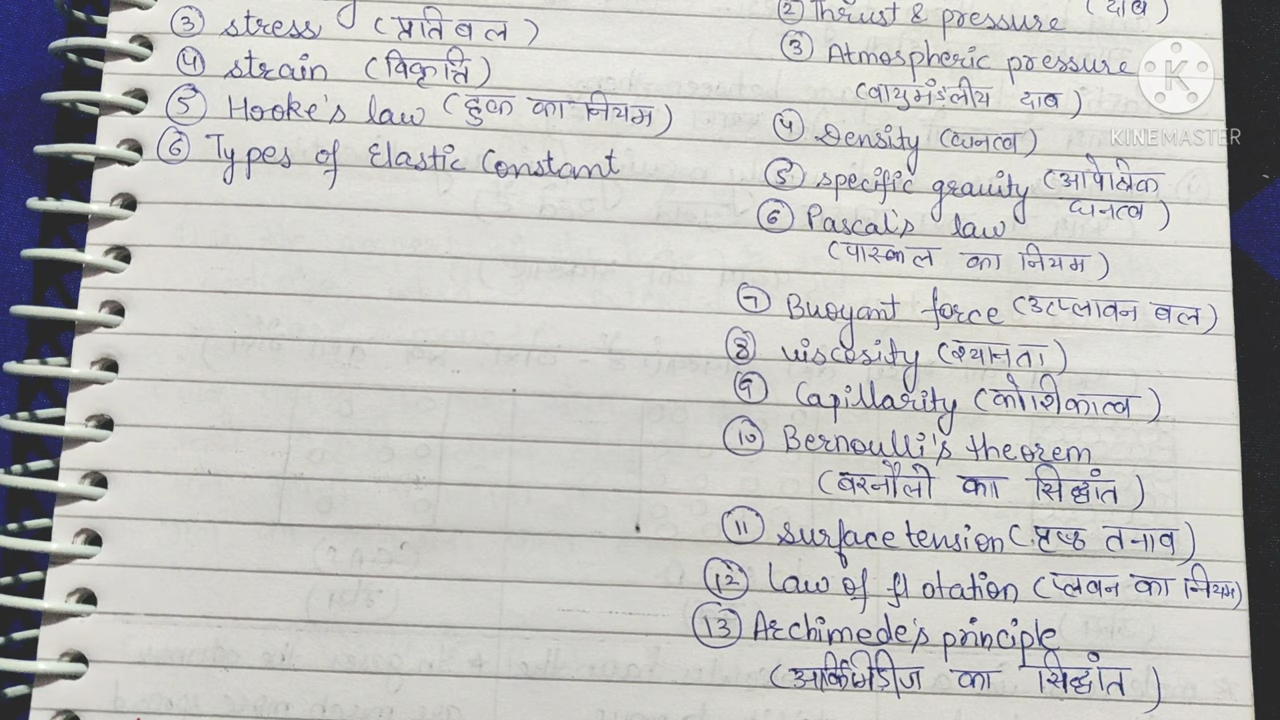 ③ stress (प्रतिबल)
④ strain (विकृति)
⑤ Hooke's law (हुक का नियम)
⑥ Types of Elastic Constant
② Thrust & pressure (दाब)
③ Atmospheric pressure
(वायुमंडलीय दाब)
④ Density (घनत्व)
⑤ specific gravity (आपेक्षिक
घनत्व)
⑥ Pascal's law
(पास्कल का नियम)
⑦ Buoyant force (उत्प्लावन बल)
⑧ viscosity (श्यानता)
⑨ Capillarity (कोशिकात्व)
⑩ Bernoulli's theorem
(बरनौली का सिद्धांत)
⑪ surface tension (पृष्ठ तनाव)
⑫ law of flotation (प्लवन का नियम)
⑬ Archimede's principle
(आर्किमिडीज का सिद्धांत)
K
KINEMASTER